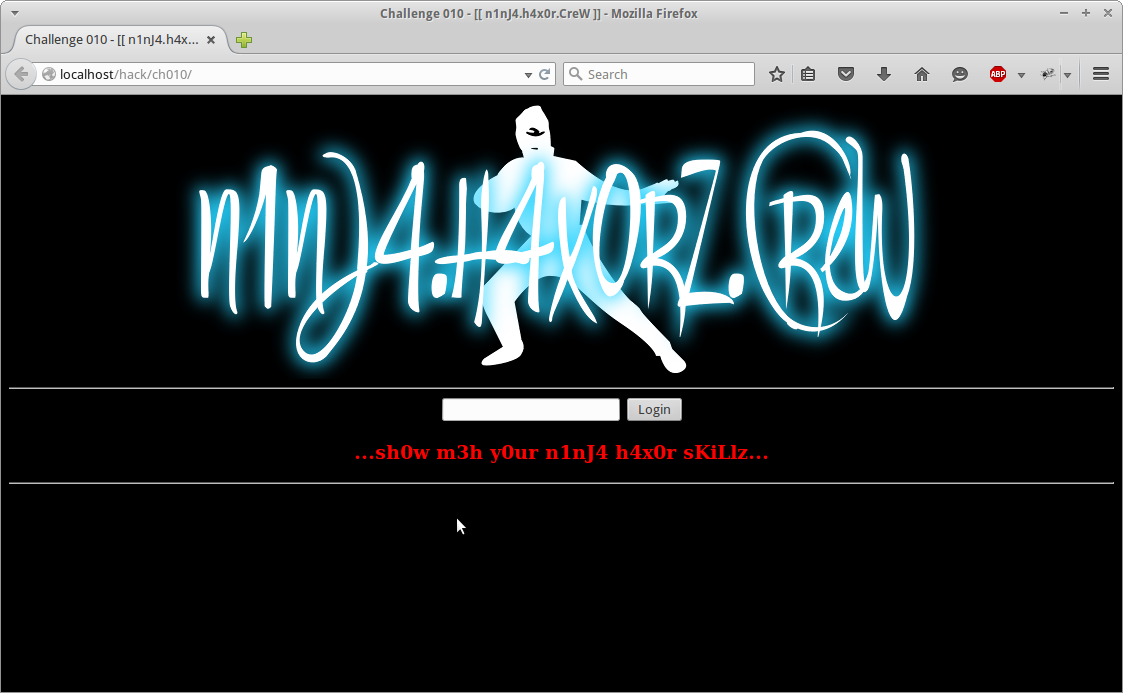 Challenge 010 - [[ n1nJ4.h4x0r.CreW ]] - Mozilla Firefox
Challenge 010 - [[ n1nJ4.h4x...
localhost/hack/ch010/
Search
ABP
n1nJ4.H4x0rZ.CReW
Login
...sh0w m3h y0ur n1nJ4 h4x0r sKiLlz...